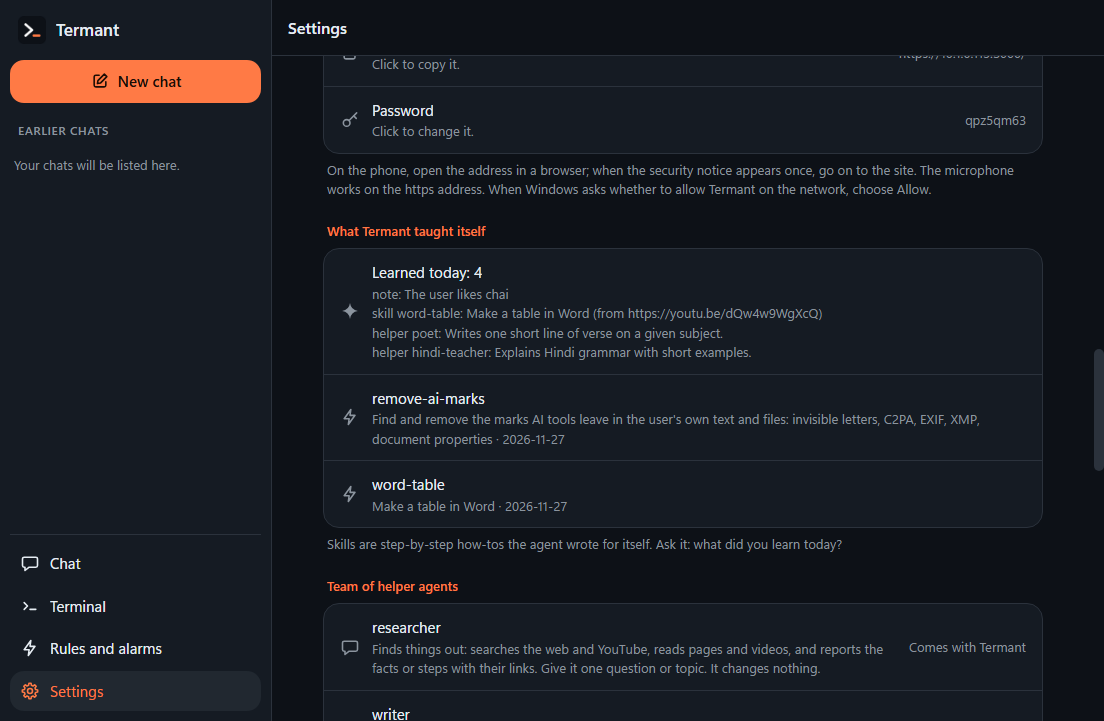 Termant
Settings
New chat
EARLIER CHATS
Your chats will be listed here.
Chat
Terminal
Rules and alarms
Settings
Click to copy it.
Password
Click to change it.
qpz5qm63
On the phone, open the address in a browser; when the security notice appears once, go on to the site. The microphone
works on the https address. When Windows asks whether to allow Termant on the network, choose Allow.
What Termant taught itself
Learned today: 4
note: The user likes chai
skill word-table: Make a table in Word (from https://youtu.be/dQw4w9WgXcQ)
helper poet: Writes one short line of verse on a given subject.
helper hindi-teacher: Explains Hindi grammar with short examples.
remove-ai-marks
Find and remove the marks AI tools leave in the user's own text and files: invisible letters, C2PA, EXIF, XMP,
document properties · 2026-11-27
word-table
Make a table in Word · 2026-11-27
Skills are step-by-step how-tos the agent wrote for itself. Ask it: what did you learn today?
Team of helper agents
researcher
Finds things out: searches the web and YouTube, reads pages and videos, and reports the
facts or steps with their links. Give it one question or topic. It changes nothing.
Comes with Termant
writer